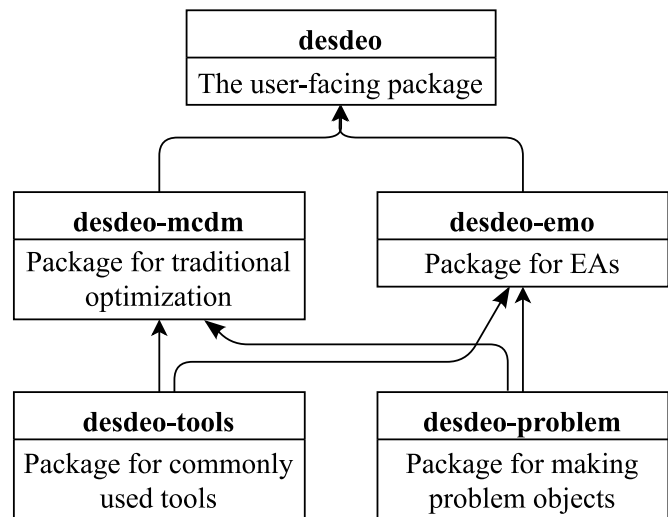 desdeo
The user-facing package
desdeo-mcdm
Package for traditional
optimization
desdeo-emo
Package for EAs
desdeo-tools
Package for commonly
used tools
desdeo-problem
Package for making
problem objects